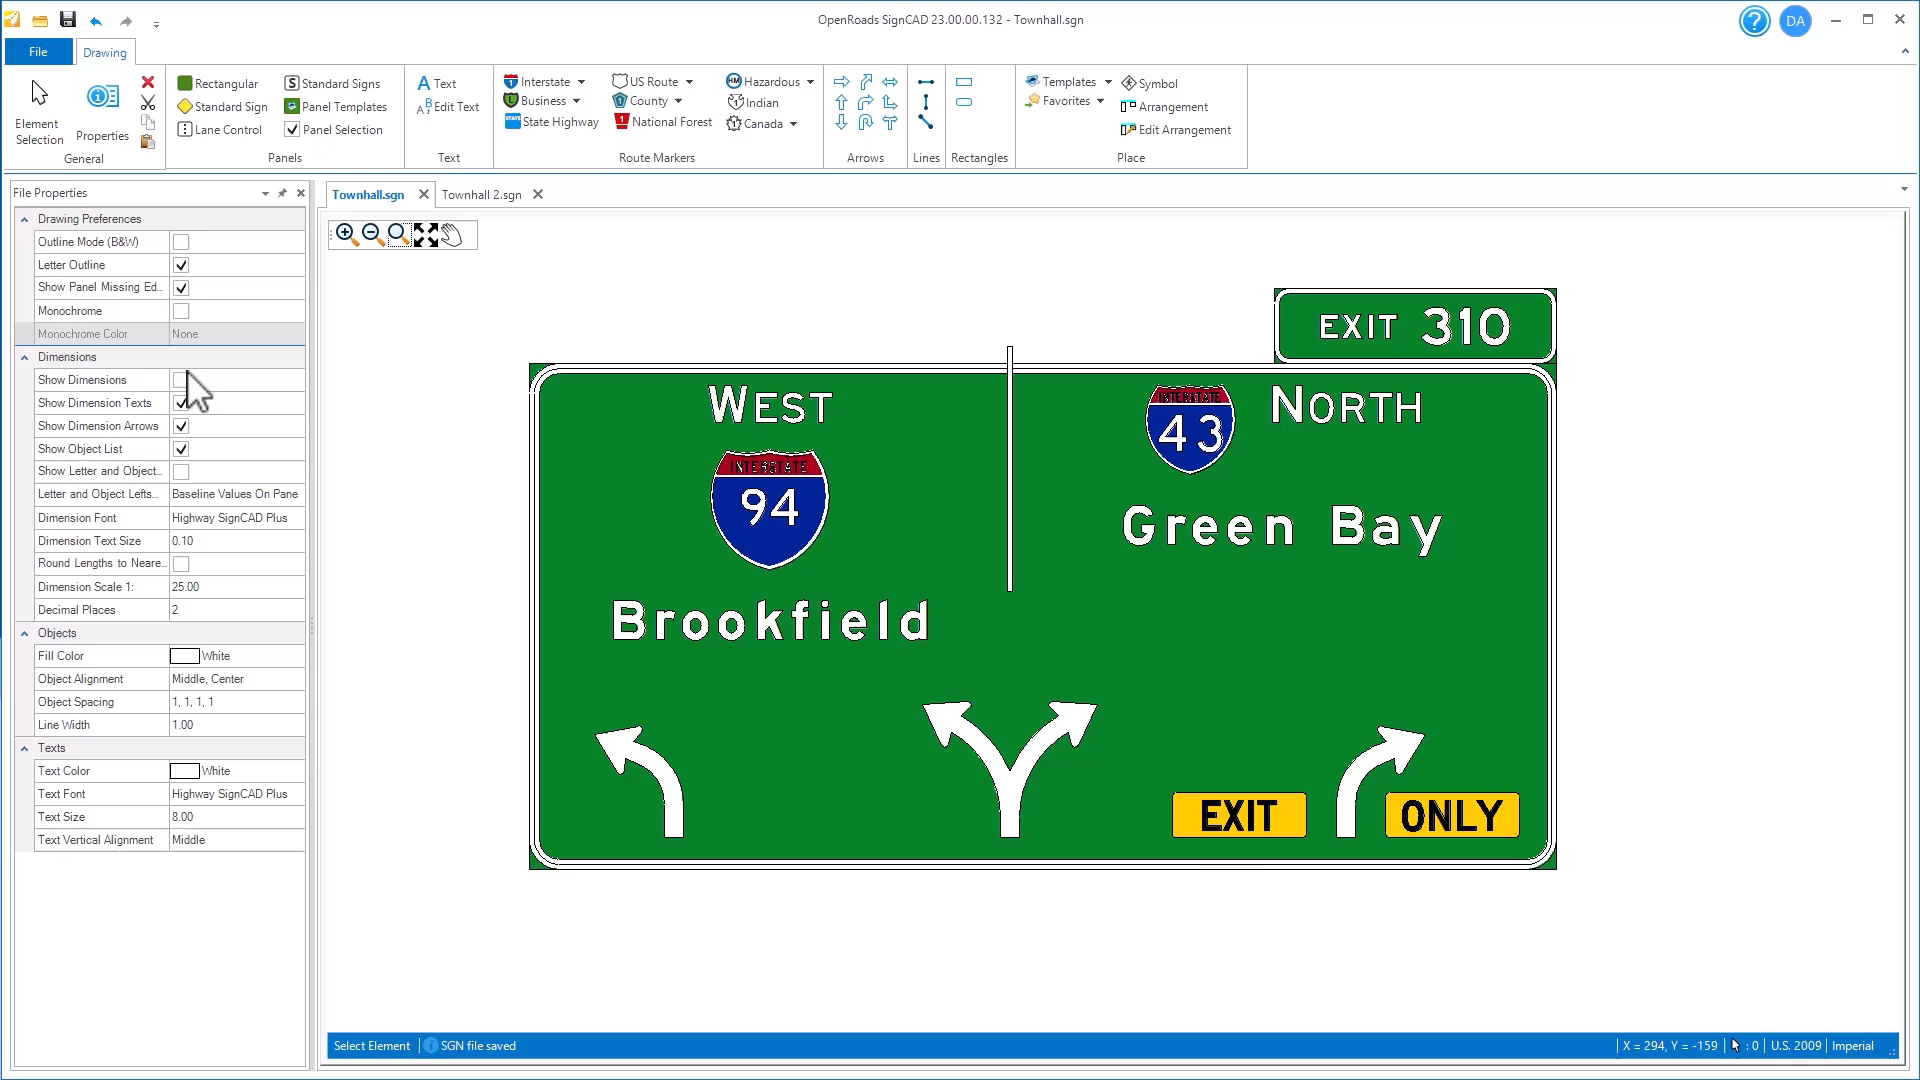 OpenRoads SignCAD 23.00.00.132 - Townhall.sgn
? DA
File Drawing
Element Selection
Properties
General
Rectangular
Standard Sign
Lane Control
Standard Signs
Panel Templates
Panel Selection
Panels
Text
Edit Text
Text
Interstate
Business
State Highway
US Route
County
National Forest
Hazardous
Indian
Canada
Route Markers
Arrows
Lines
Rectangles
Templates
Favorites
Symbol
Arrangement
Edit Arrangement
Place
File Properties
Townhall.sgn Townhall 2.sgn
Drawing Preferences
Outline Mode (B&W)
Letter Outline
Show Panel Missing Ed...
Monochrome
Monochrome Color None
Dimensions
Show Dimensions
Show Dimension Texts
Show Dimension Arrows
Show Object List
Show Letter and Object...
Letter and Object Lefts... Baseline Values On Pane
Dimension Font Highway SignCAD Plus
Dimension Text Size 0.10
Round Lengths to Neare...
Dimension Scale 1: 25.00
Decimal Places 2
Objects
Fill Color White
Object Alignment Middle, Center
Object Spacing 1, 1, 1, 1
Line Width 1.00
Texts
Text Color White
Text Font Highway SignCAD Plus
Text Size 8.00
Text Vertical Alignment Middle
EXIT 310
WEST
INTERSTATE
94
Brookfield
INTERSTATE
43
NORTH
Green Bay
EXIT ONLY
Select Element SGN file saved
X = 294, Y = -159 : 0 U.S. 2009 Imperial